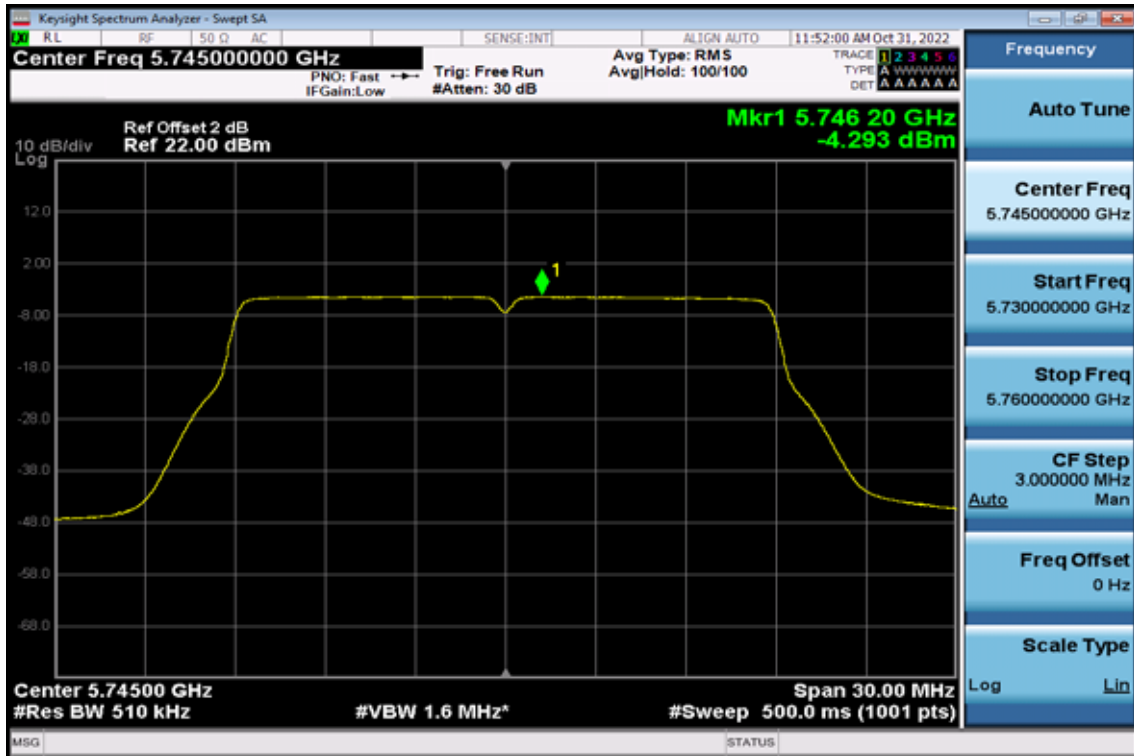 Keysight Spectrum Analyzer - Swept SA
LXI RL RF 50 Ω AC SENSE:INT ALIGN AUTO 11:52:00 AM Oct 31, 2022
Center Freq 5.745000000 GHz
PNO: Fast
IFGain:Low
Trig: Free Run
#Atten: 30 dB
Avg Type: RMS
Avg|Hold: 100/100
TRACE 1 2 3 4 5 6
TYPE A WWWWW
DET A A A A A A
Frequency
Mkr1 5.746 20 GHz
-4.293 dBm
Ref Offset 2 dB
10 dB/div Ref 22.00 dBm
Log
12.0
2.00
-8.00
-18.0
-28.0
-38.0
-48.0
-58.0
-68.0
1
Center 5.74500 GHz Span 30.00 MHz
#Res BW 510 kHz #VBW 1.6 MHz* #Sweep 500.0 ms (1001 pts)
MSG STATUS
Auto Tune
Center Freq
5.745000000 GHz
Start Freq
5.730000000 GHz
Stop Freq
5.760000000 GHz
CF Step
3.000000 MHz
Auto Man
Freq Offset
0 Hz
Scale Type
Log Lin